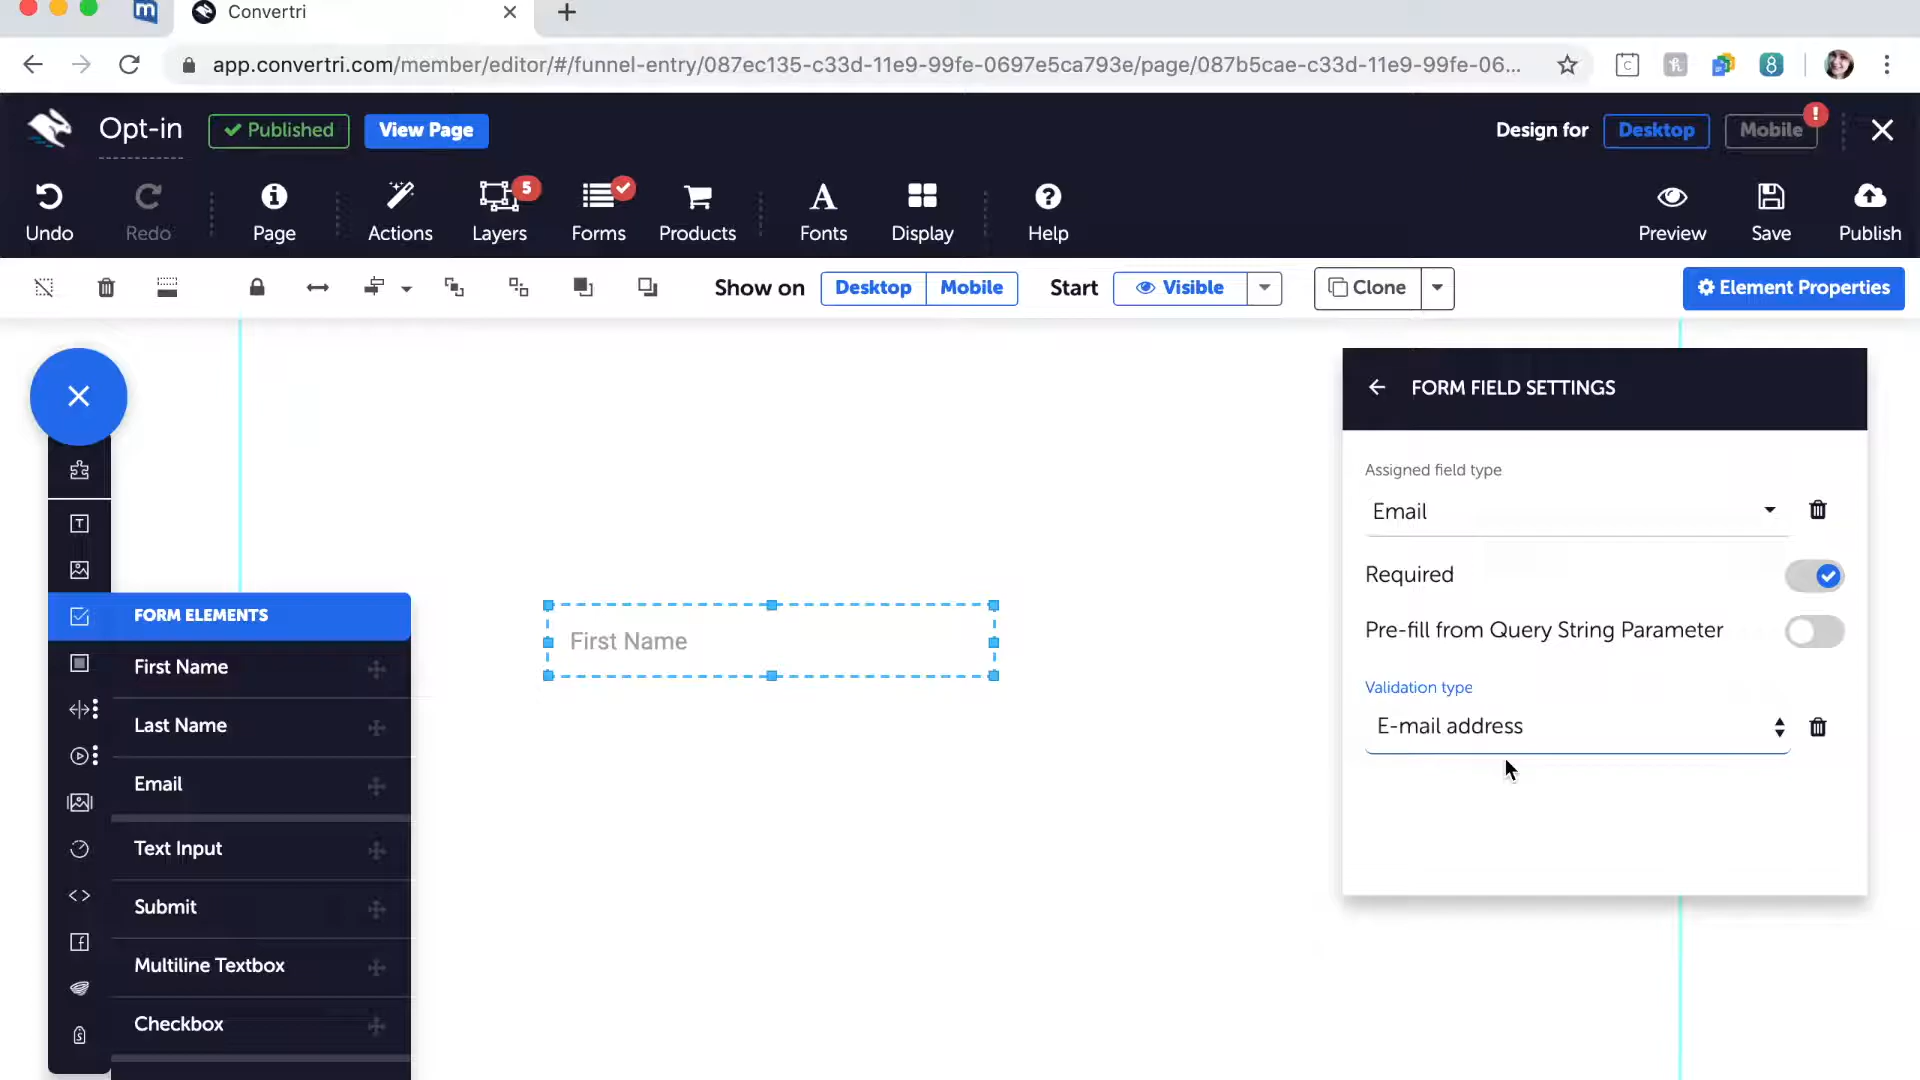 m Convertri
app.convertri.com/member/editor/#/funnel-entry/087ec135-c33d-11e9-99fe-0697e5ca793e/page/087b5cae-c33d-11e9-99fe-06...
Opt-in Published View Page Design for Desktop Mobile !
5
Undo Redo Page Actions Layers Forms Products Fonts Display Help Preview Save Publish
Show on Desktop Mobile Start Visible Clone Element Properties
FORM FIELD SETTINGS
Assigned field type
Email
Required
Pre-fill from Query String Parameter
Validation type
E-mail address
First Name
FORM ELEMENTS
First Name
Last Name
Email
Text Input
Submit
Multiline Textbox
Checkbox